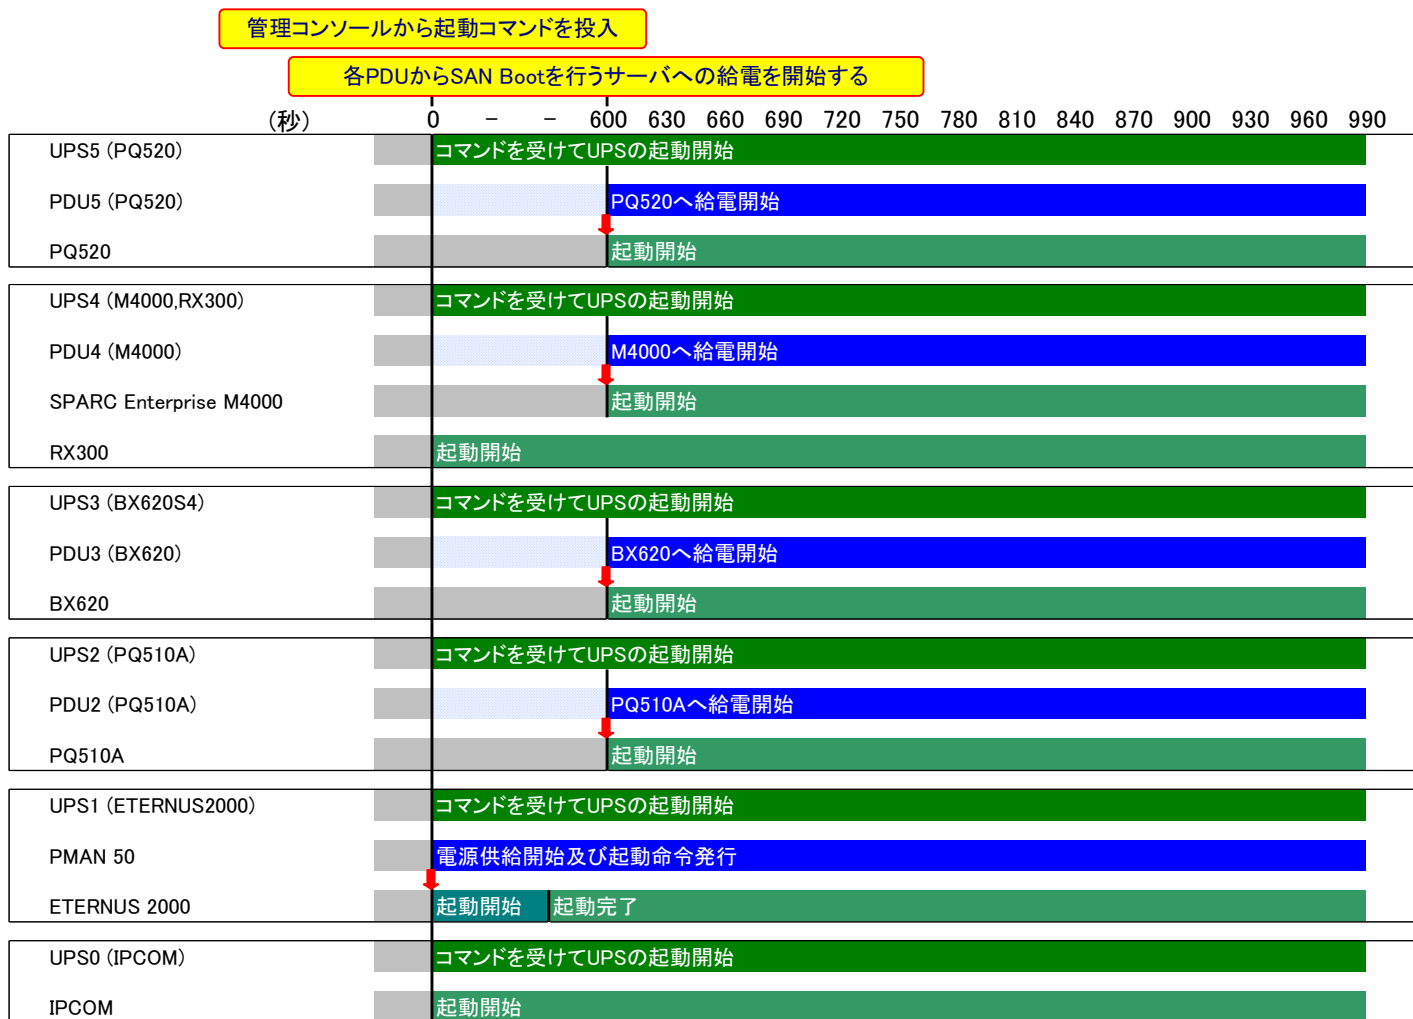 管理コンソールから起動コマンドを投入
各PDUからSAN Bootを行うサーバへの給電を開始する
(秒) 0 － － 600 630 660 690 720 750 780 810 840 870 900 930 960 990
UPS5 (PQ520) コマンドを受けてUPSの起動開始
PDU5 (PQ520) PQ520へ給電開始
PQ520 起動開始
UPS4 (M4000,RX300) コマンドを受けてUPSの起動開始
PDU4 (M4000) M4000へ給電開始
SPARC Enterprise M4000 起動開始
RX300 起動開始
UPS3 (BX620S4) コマンドを受けてUPSの起動開始
PDU3 (BX620) BX620へ給電開始
BX620 起動開始
UPS2 (PQ510A) コマンドを受けてUPSの起動開始
PDU2 (PQ510A) PQ510Aへ給電開始
PQ510A 起動開始
UPS1 (ETERNUS2000) コマンドを受けてUPSの起動開始
PMAN 50 電源供給開始及び起動命令発行
ETERNUS 2000 起動開始 起動完了
UPS0 (IPCOM) コマンドを受けてUPSの起動開始
IPCOM 起動開始